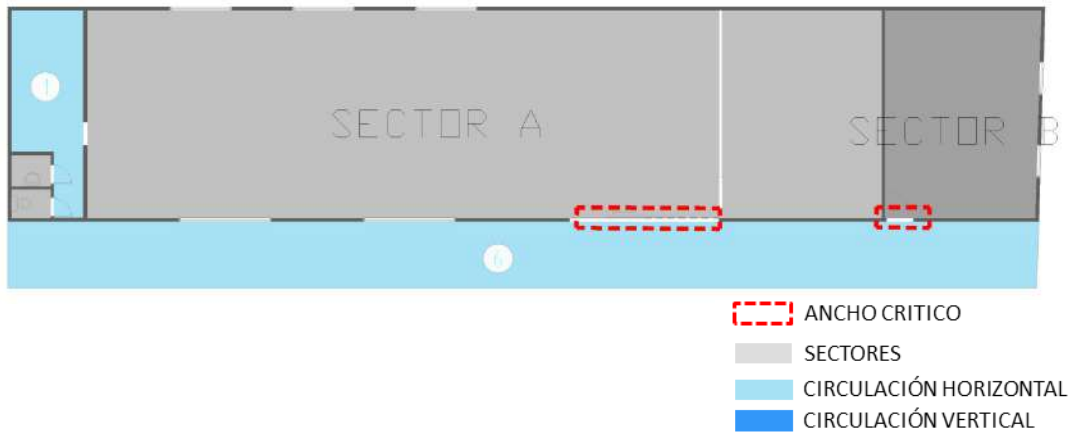 1
SECTOR A
SECTOR B
6
ANCHO CRITICO
SECTORES
CIRCULACIÓN HORIZONTAL
CIRCULACIÓN VERTICAL